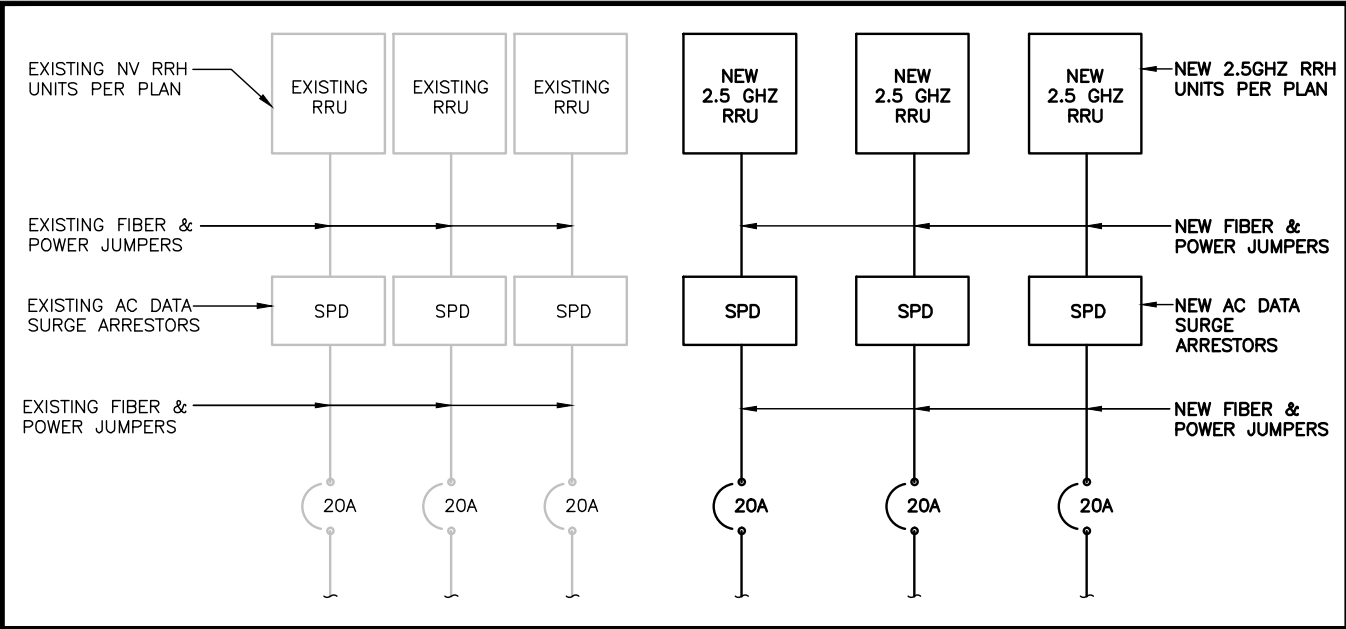 EXISTING NV RRH
UNITS PER PLAN
EXISTING
RRU
EXISTING
RRU
EXISTING
RRU
NEW
2.5 GHZ
RRU
NEW
2.5 GHZ
RRU
NEW
2.5 GHZ
RRU
NEW 2.5GHZ RRH
UNITS PER PLAN
EXISTING FIBER &
POWER JUMPERS
NEW FIBER &
POWER JUMPERS
EXISTING AC DATA
SURGE ARRESTORS
SPD
SPD
SPD
SPD
SPD
SPD
NEW AC DATA
SURGE
ARRESTORS
EXISTING FIBER &
POWER JUMPERS
NEW FIBER &
POWER JUMPERS
20A
20A
20A
20A
20A
20A